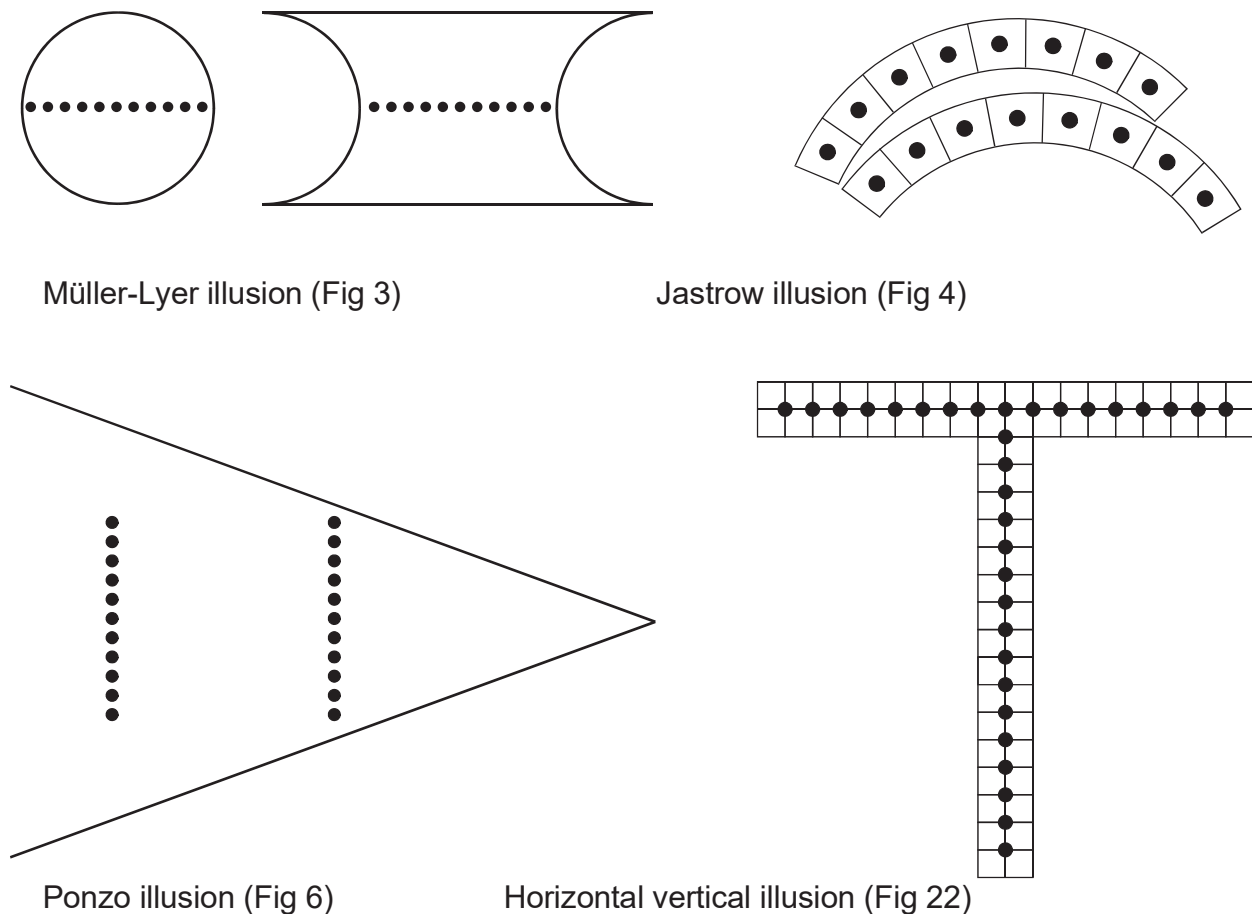 Müller-Lyer illusion (Fig 3)
Jastrow illusion (Fig 4)
Ponzo illusion (Fig 6)
Horizontal vertical illusion (Fig 22)